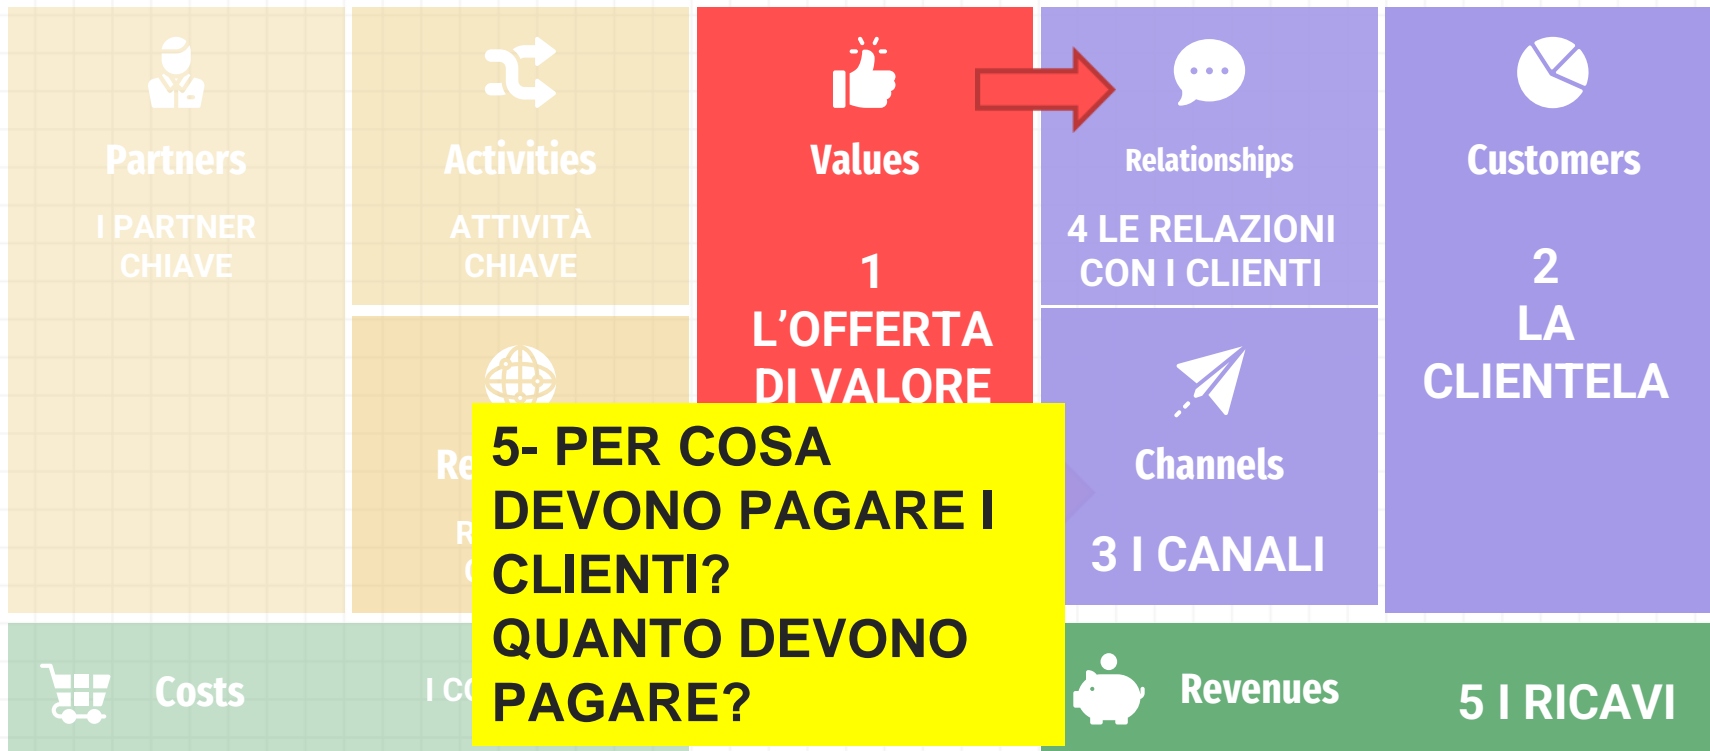 Partners
I PARTNER
CHIAVE
Activities
ATTIVITÀ
CHIAVE
Values
1
L’OFFERTA
DI VALORE
Relationships
4 LE RELAZIONI
CON I CLIENTI
Customers
2
LA
CLIENTELA
Channels
3 I CANALI
5- PER COSA
DEVONO PAGARE I
CLIENTI?
QUANTO DEVONO
PAGARE?
Costs
Revenues
5 I RICAVI